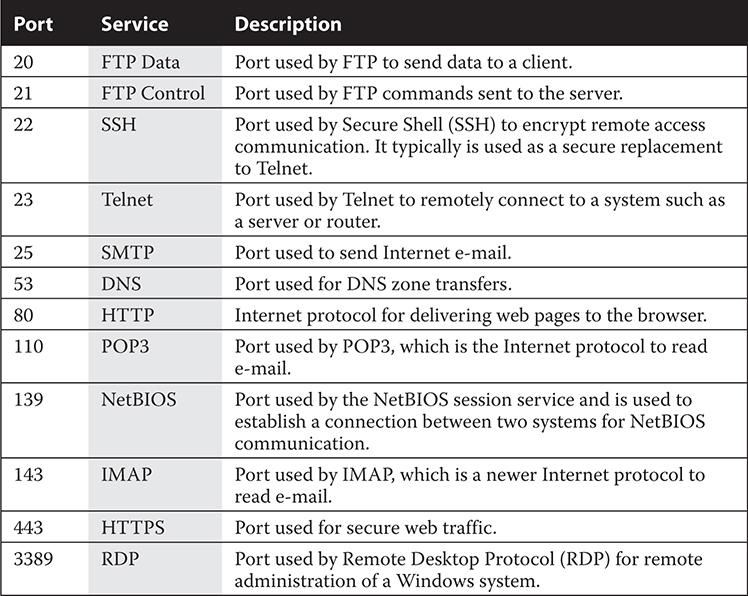 Port Service Description
20 FTP Data Port used by FTP to send data to a client.
21 FTP Control Port used by FTP commands sent to the server.
22 SSH Port used by Secure Shell (SSH) to encrypt remote access
communication. It typically is used as a secure replacement
to Telnet.
23 Telnet Port used by Telnet to remotely connect to a system such as
a server or router.
25 SMTP Port used to send Internet e-mail.
53 DNS Port used for DNS zone transfers.
80 HTTP Internet protocol for delivering web pages to the browser.
110 POP3 Port used by POP3, which is the Internet protocol to read
e-mail.
139 NetBIOS Port used by the NetBIOS session service and is used to
establish a connection between two systems for NetBIOS
communication.
143 IMAP Port used by IMAP, which is a newer Internet protocol to
read e-mail.
443 HTTPS Port used for secure web traffic.
3389 RDP Port used by Remote Desktop Protocol (RDP) for remote
administration of a Windows system.